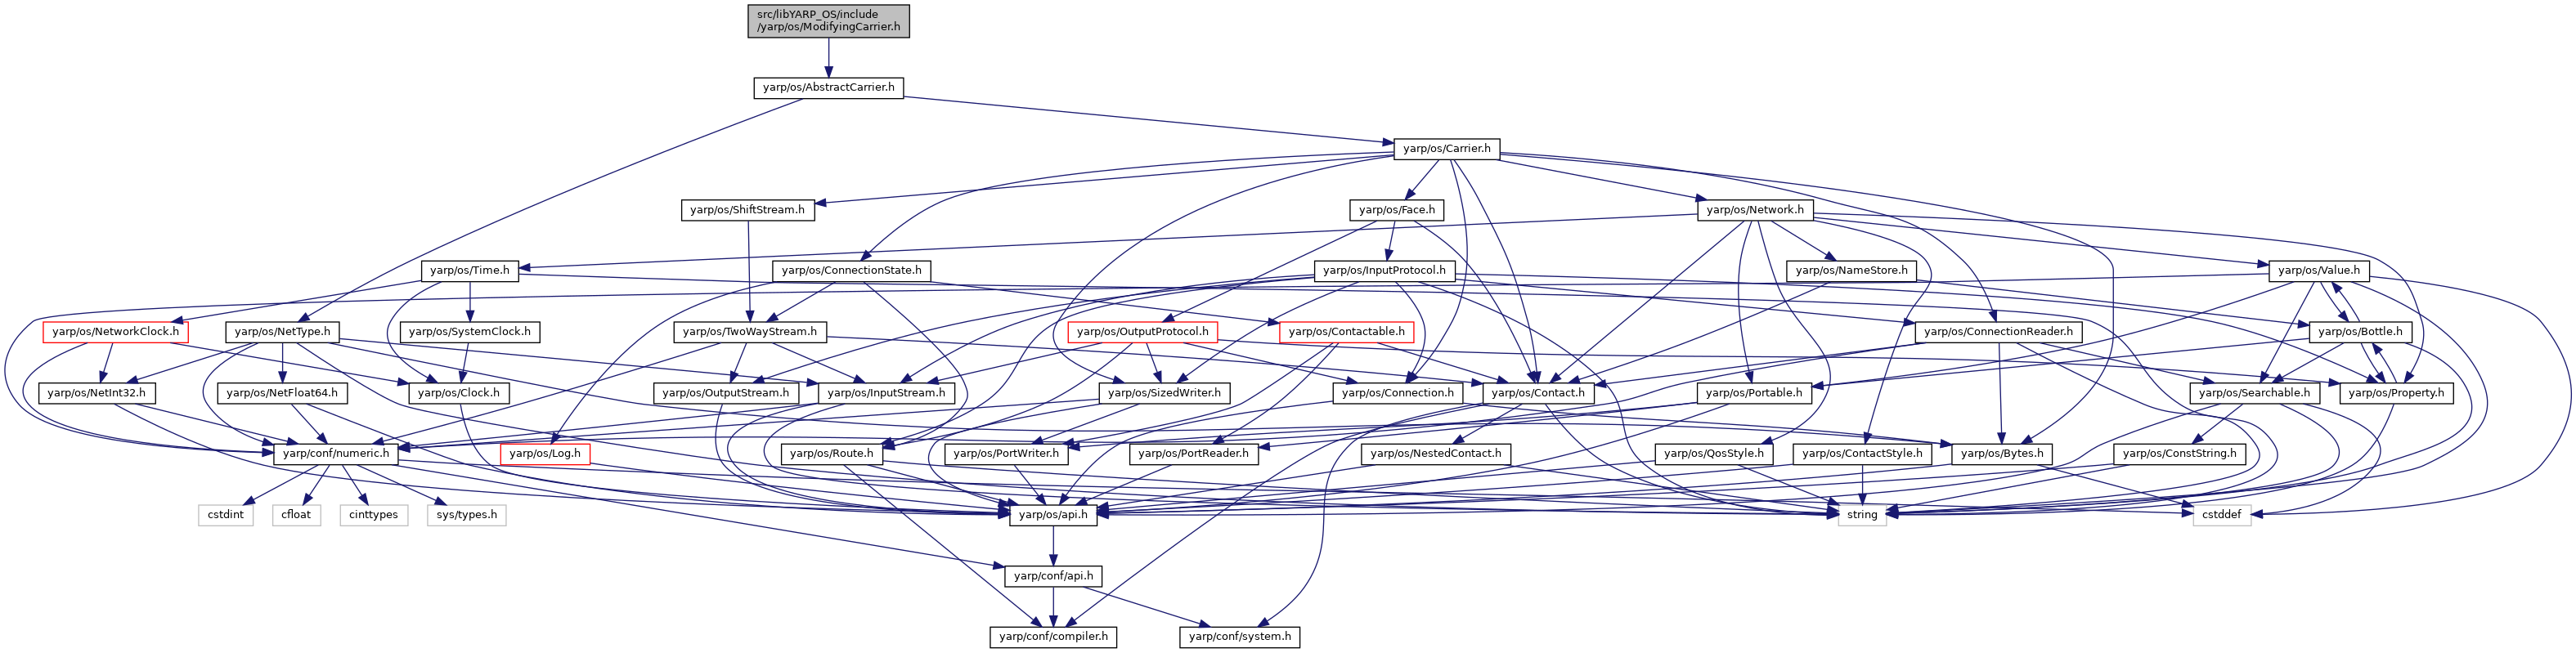 src/libYARP_OS/include
/yarp/os/ModifyingCarrier.h
yarp/os/AbstractCarrier.h
yarp/os/Carrier.h
yarp/os/ShiftStream.h
yarp/os/Face.h
yarp/os/Network.h
yarp/os/Time.h
yarp/os/ConnectionState.h
yarp/os/InputProtocol.h
yarp/os/NameStore.h
yarp/os/Value.h
yarp/os/NetworkClock.h
yarp/os/NetType.h
yarp/os/SystemClock.h
yarp/os/TwoWayStream.h
yarp/os/OutputProtocol.h
yarp/os/Contactable.h
yarp/os/ConnectionReader.h
yarp/os/Bottle.h
yarp/os/NetInt32.h
yarp/os/NetFloat64.h
yarp/os/Clock.h
yarp/os/OutputStream.h
yarp/os/InputStream.h
yarp/os/SizedWriter.h
yarp/os/Connection.h
yarp/os/Contact.h
yarp/os/Portable.h
yarp/os/Searchable.h
yarp/os/Property.h
yarp/conf/numeric.h
yarp/os/Log.h
yarp/os/Route.h
yarp/os/PortWriter.h
yarp/os/PortReader.h
yarp/os/NestedContact.h
yarp/os/QosStyle.h
yarp/os/ContactStyle.h
yarp/os/Bytes.h
yarp/os/ConstString.h
cstdint
cfloat
cinttypes
sys/types.h
yarp/os/api.h
string
cstddef
yarp/conf/api.h
yarp/conf/compiler.h
yarp/conf/system.h